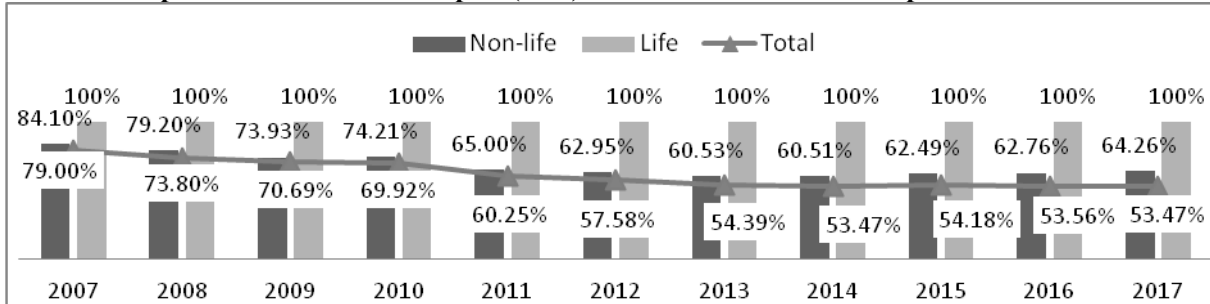 Non-life Life Total
100% 100% 100% 100% 100% 100% 100% 100% 100% 100% 100%
84.10% 79.20% 73.93% 74.21% 65.00% 62.95% 60.53% 60.51% 62.49% 62.76% 64.26%
79.00% 73.80% 70.69% 69.92% 60.25% 57.58% 54.39% 53.47% 54.18% 53.56% 53.47%
2007 2008 2009 2010 2011 2012 2013 2014 2015 2016 2017